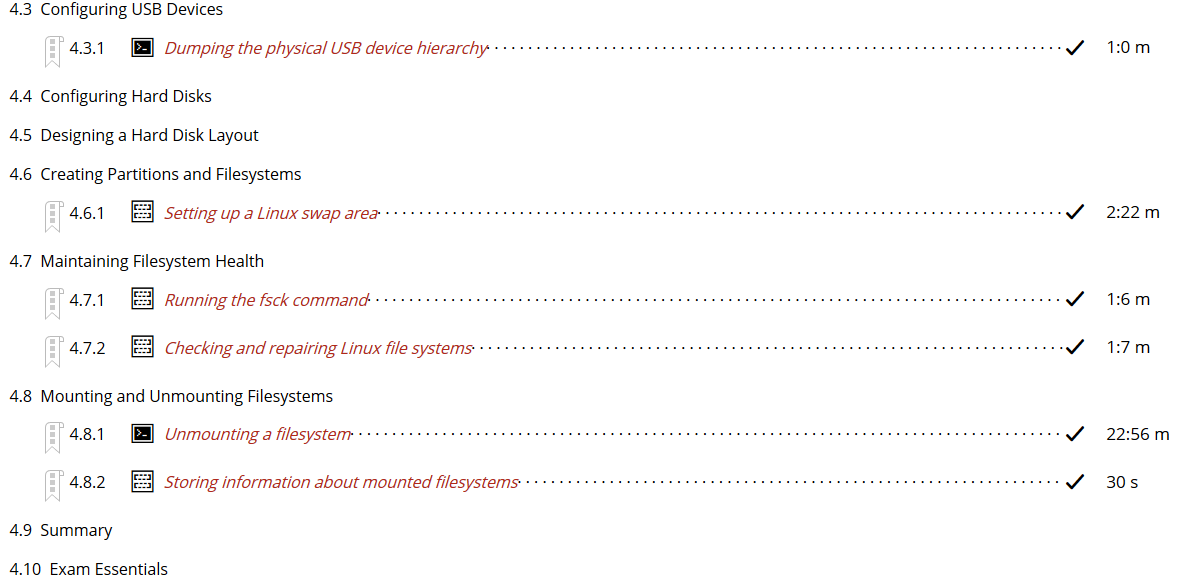 4.3 Configuring USB Devices
4.3.1 Dumping the physical USB device hierarchy 1:0 m
4.4 Configuring Hard Disks
4.5 Designing a Hard Disk Layout
4.6 Creating Partitions and Filesystems
4.6.1 Setting up a Linux swap area 2:22 m
4.7 Maintaining Filesystem Health
4.7.1 Running the fsck command 1:6 m
4.7.2 Checking and repairing Linux file systems 1:7 m
4.8 Mounting and Unmounting Filesystems
4.8.1 Unmounting a filesystem 22:56 m
4.8.2 Storing information about mounted filesystems 30 s
4.9 Summary
4.10 Exam Essentials